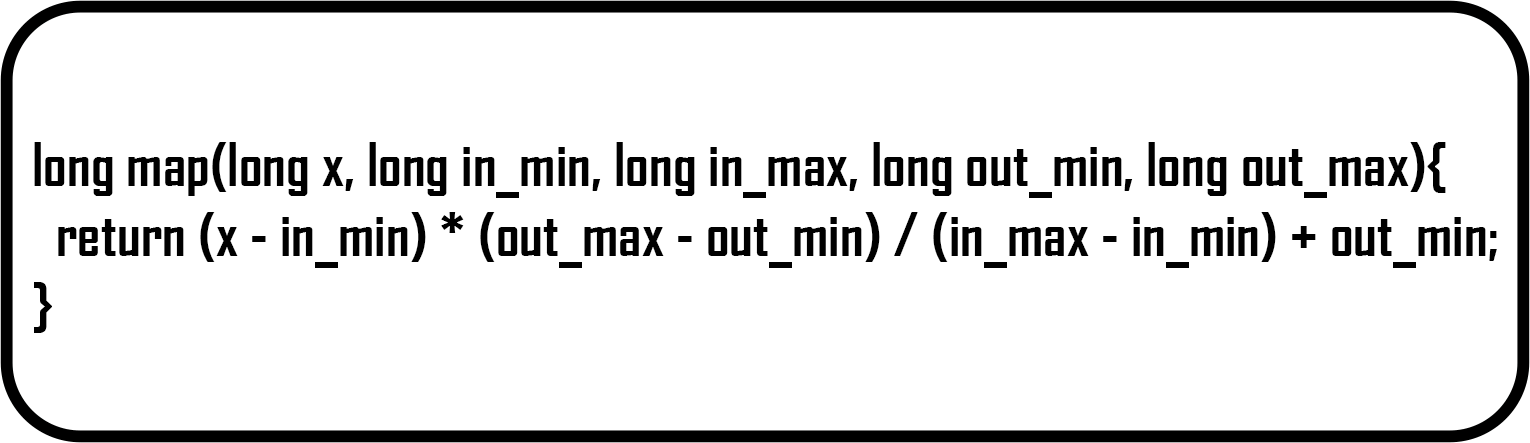 long map(long x, long in_min, long in_max, long out_min, long out_max){
  return (x - in_min) * (out_max - out_min) / (in_max - in_min) + out_min;
}